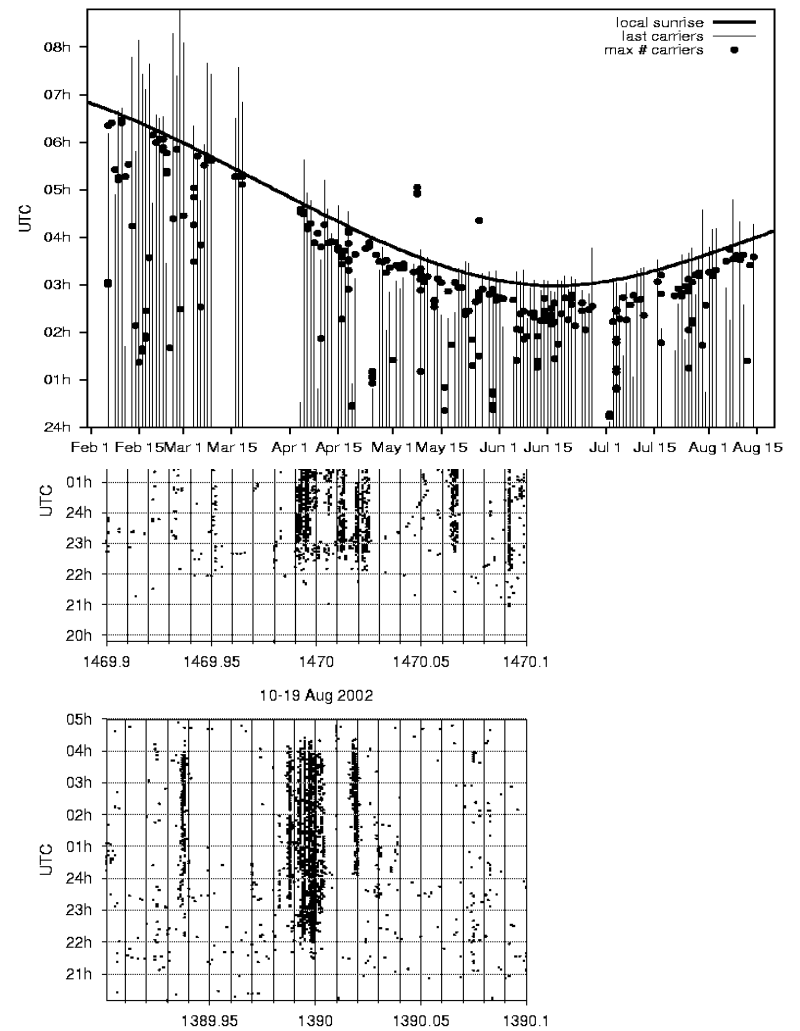 local sunrise
last carriers
max # carriers
08h
07h
06h
05h
04h
03h
02h
01h
24h
UTC
Feb 1 Feb 15 Mar 1 Mar 15 Apr 1 Apr 15 May 1 May 15 Jun 1 Jun 15 Jul 1 Jul 15 Aug 1 Aug 15
01h
24h
23h
22h
21h
20h
UTC
1469.9 1469.95 1470 1470.05 1470.1
10-19 Aug 2002
05h
04h
03h
02h
01h
24h
23h
22h
21h
UTC
1389.95 1390 1390.05 1390.1